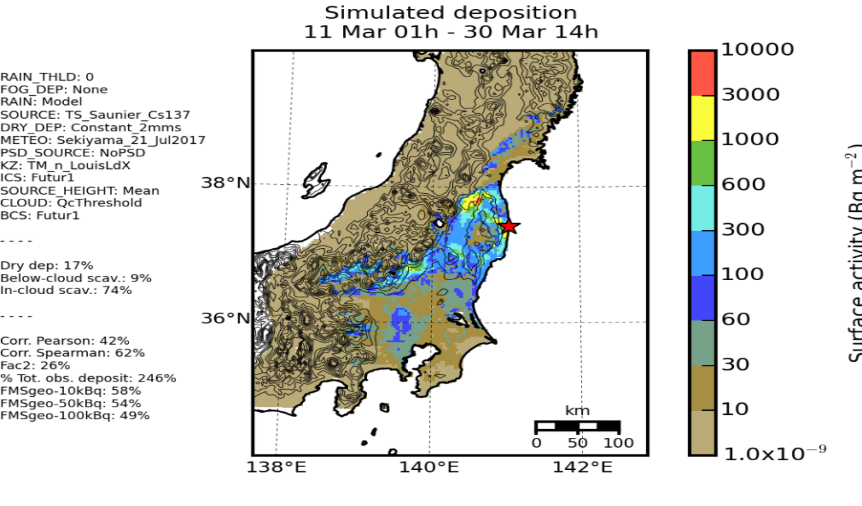 Simulated deposition
11 Mar 01h - 30 Mar 14h
RAIN_THLD: 0
FOG_DEP: None
RAIN: Model
SOURCE: TS_Saunier_Cs137
DRY_DEP: Constant_2mms
METEO: Sekiyama_21_Jul2017
PSD_SOURCE: NoPSD
KZ: TM_n_LouisLdX
ICS: Futur1
SOURCE_HEIGHT: Mean
CLOUD: QcThreshold
BCS: Futur1
- - - -
Dry dep: 17%
Below-cloud scav.: 9%
In-cloud scav.: 74%
- - - -
Corr. Pearson: 42%
Corr. Spearman: 62%
Fac2: 26%
% Tot. obs. deposit: 246%
FMSgeo-10kBq: 58%
FMSgeo-50kBq: 54%
FMSgeo-100kBq: 49%
38°N
36°N
138°E
140°E
142°E
km
0 50 100
10000
3000
1000
600
300
100
60
30
10
1.0x10⁻⁹
Surface activity (Bq m⁻²)